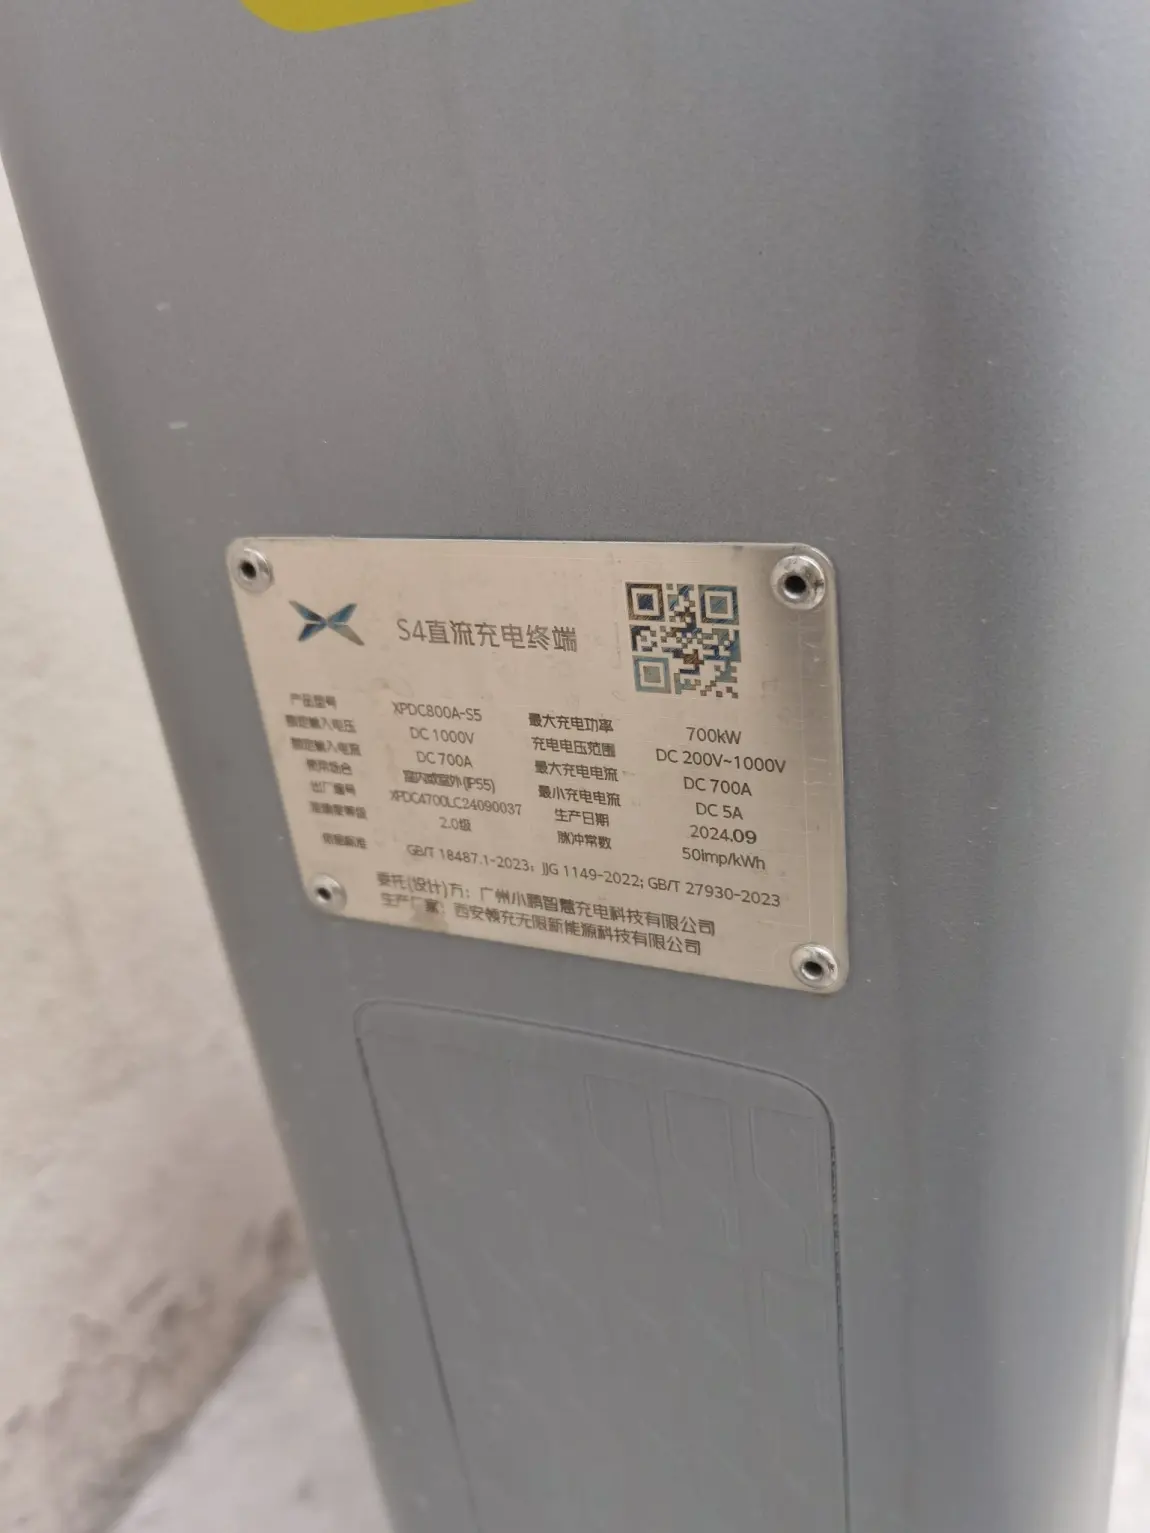 S4直流充电终端
产品型号 XPDC800A-S5 最大充电功率 700kW
额定输入电压 DC 1000V 充电电压范围 DC 200V~1000V
额定输入电流 DC 700A 最大充电电流 DC 700A
使用场合 室内或室外(IP55) 最小充电电流 DC 5A
出厂编号 XPDC4700LC24090037 生产日期 2024.09
准确度等级 2.0级 脉冲常数 50imp/kWh
依据标准 GB/T 18487.1-2023; JJG 1149-2022; GB/T 27930-2023
委托(设计)方: 广州小鹏智慧充电科技有限公司
生产厂家: 西安领充无限新能源科技有限公司